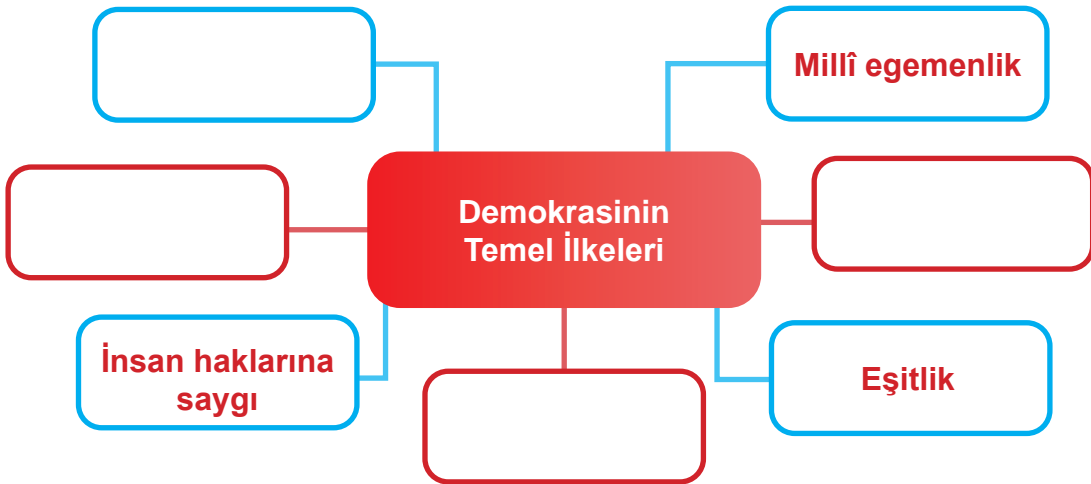 Millî egemenlik
Demokrasinin
Temel İlkeleri
İnsan haklarına
saygı
Eşitlik